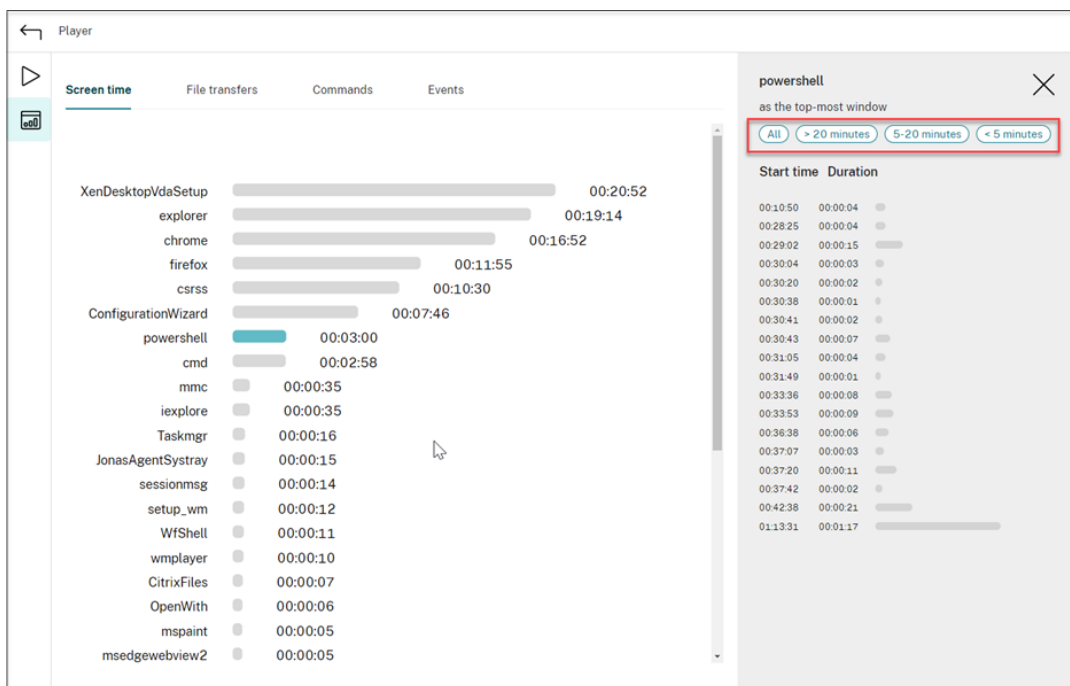 Player
Screen time File transfers Commands Events
XenDesktopVdaSetup 00:20:52
explorer 00:19:14
chrome 00:16:52
firefox 00:11:55
csrss 00:10:30
ConfigurationWizard 00:07:46
powershell 00:03:00
cmd 00:02:58
mmc 00:00:35
iexplore 00:00:35
Taskmgr 00:00:16
JonasAgentSystray 00:00:15
sessionmsg 00:00:14
setup_wm 00:00:12
WfShell 00:00:11
wmplayer 00:00:10
CitrixFiles 00:00:07
OpenWith 00:00:06
mspaint 00:00:05
msedgewebview2 00:00:05
powershell
as the top-most window
All > 20 minutes 5-20 minutes < 5 minutes
Start time Duration
00:10:50 00:00:04
00:28:25 00:00:04
00:29:02 00:00:15
00:30:04 00:00:03
00:30:20 00:00:02
00:30:38 00:00:01
00:30:41 00:00:02
00:30:43 00:00:07
00:31:05 00:00:04
00:31:49 00:00:01
00:33:36 00:00:08
00:33:53 00:00:09
00:36:38 00:00:06
00:37:07 00:00:03
00:37:20 00:00:11
00:37:42 00:00:02
00:42:38 00:00:21
01:13:31 00:01:17